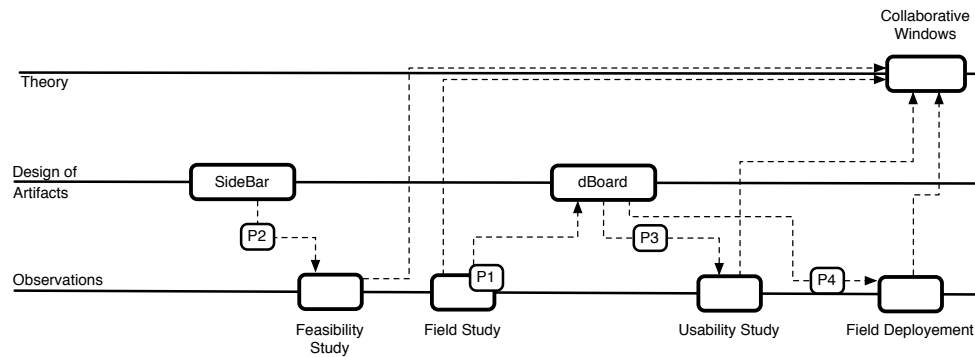 Collaborative
Windows
Theory
Design of
Artifacts
SideBar
dBoard
P2
P3
P1
P4
Observations
Feasibility
Study
Field Study
Usability Study
Field Deployement